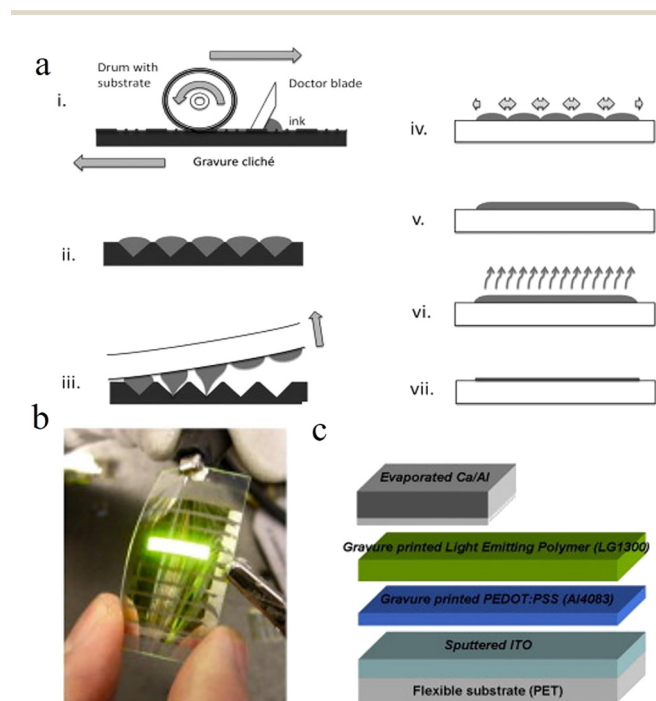 a
i.
Drum with
substrate
Doctor blade
ink
Gravure cliché
ii.
iii.
iv.
v.
vi.
vii.
b
c
Evaporated Ca/Al
Gravure printed Light Emitting Polymer (LG1300)
Gravure printed PEDOT:PSS (AI4083)
Sputtered ITO
Flexible substrate (PET)